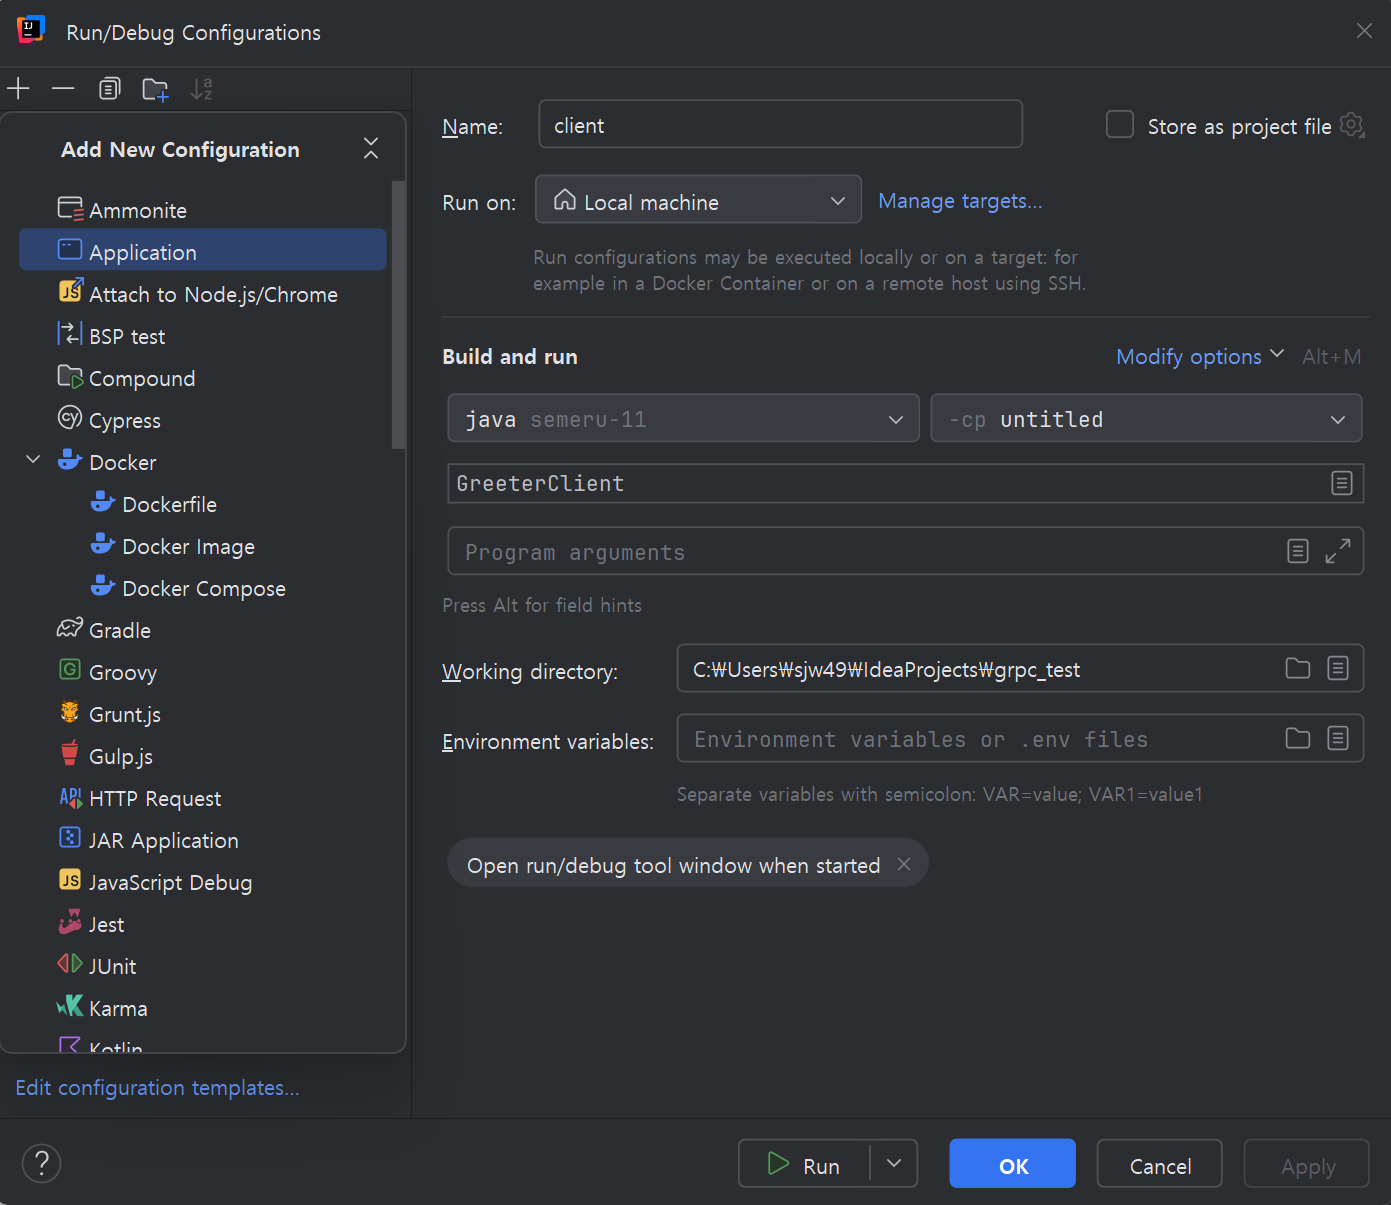 Run/Debug Configurations
Add New Configuration
Ammonite
Application
Attach to Node.js/Chrome
BSP test
Compound
Cypress
Docker
Dockerfile
Docker Image
Docker Compose
Gradle
Groovy
Grunt.js
Gulp.js
HTTP Request
JAR Application
JavaScript Debug
Jest
JUnit
Karma
Kotlin
Edit configuration templates...
Name: client
Store as project file
Run on: Local machine
Manage targets...
Run configurations may be executed locally or on a target: for
example in a Docker Container or on a remote host using SSH.
Build and run
Modify options Alt+M
java semeru-11
-cp untitled
GreeterClient
Program arguments
Press Alt for field hints
Working directory: C:₩Users₩sjw49₩IdeaProjects₩grpc_test
Environment variables: Environment variables or .env files
Separate variables with semicolon: VAR=value; VAR1=value1
Open run/debug tool window when started
? Run OK Cancel Apply